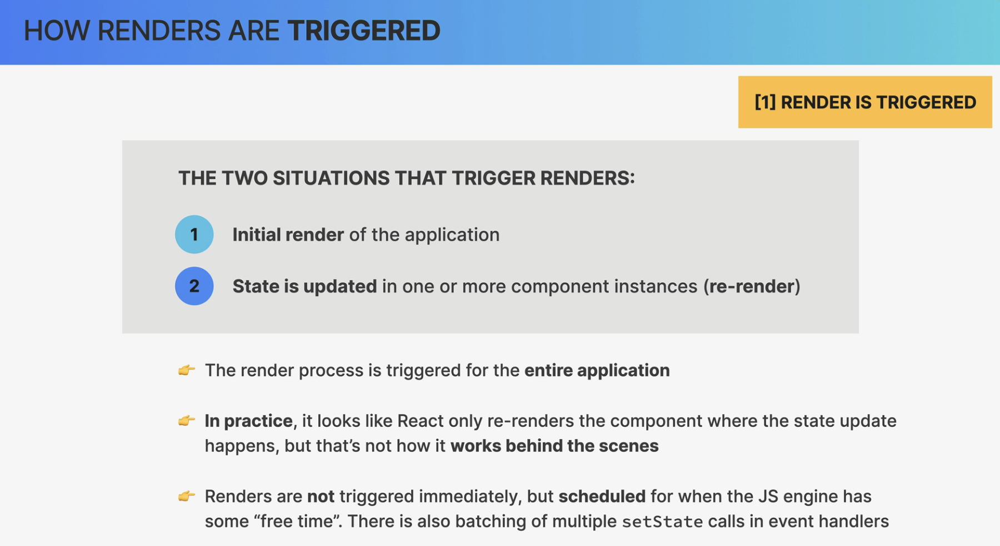 HOW RENDERS ARE TRIGGERED
[1] RENDER IS TRIGGERED
THE TWO SITUATIONS THAT TRIGGER RENDERS:
1 Initial render of the application
2 State is updated in one or more component instances (re-render)
👉 The render process is triggered for the entire application
👉 In practice, it looks like React only re-renders the component where the state update
happens, but that’s not how it works behind the scenes
👉 Renders are not triggered immediately, but scheduled for when the JS engine has
some “free time”. There is also batching of multiple setState calls in event handlers